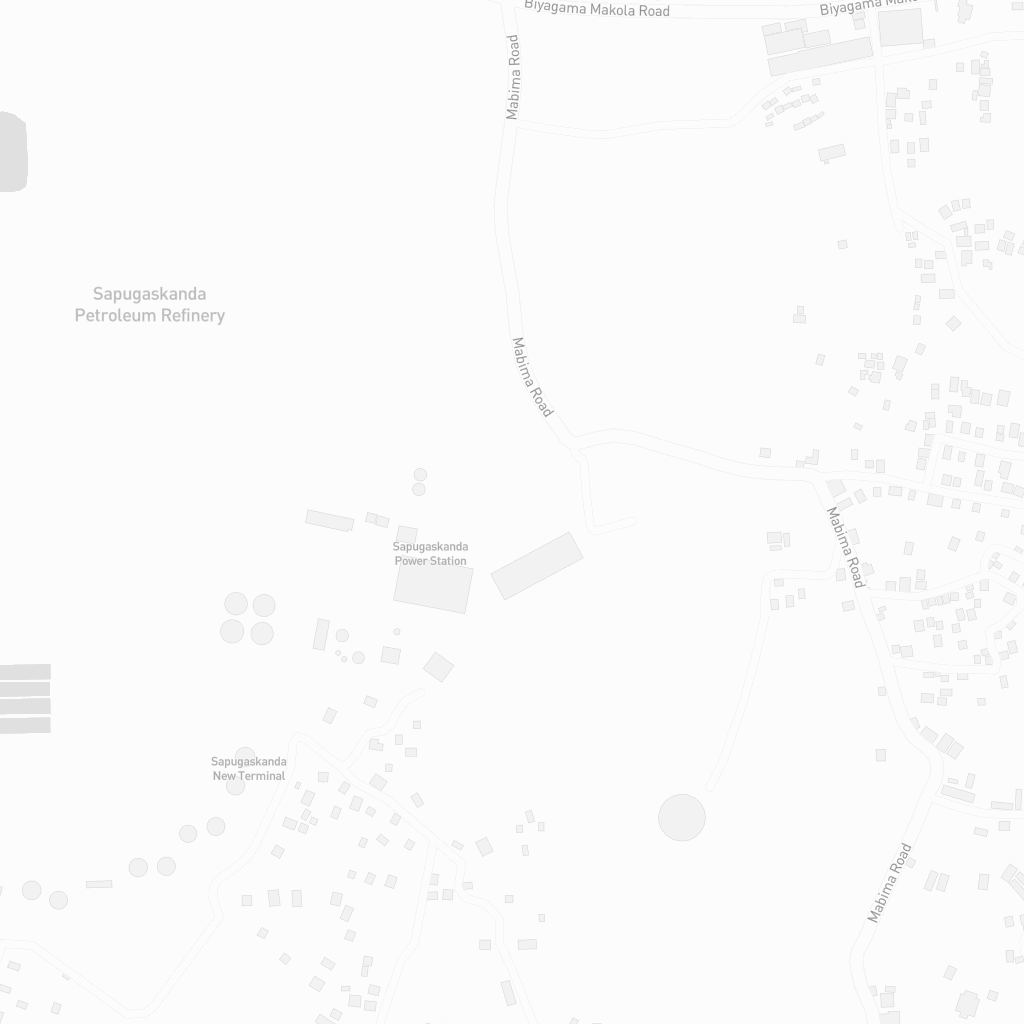 Biyagama Makola Road
Biyagama Mako
Mabima Road
Sapugaskanda
Petroleum Refinery
Mabima Road
Mabima Road
Sapugaskanda
Power Station
Sapugaskanda
New Terminal
Mabima Road